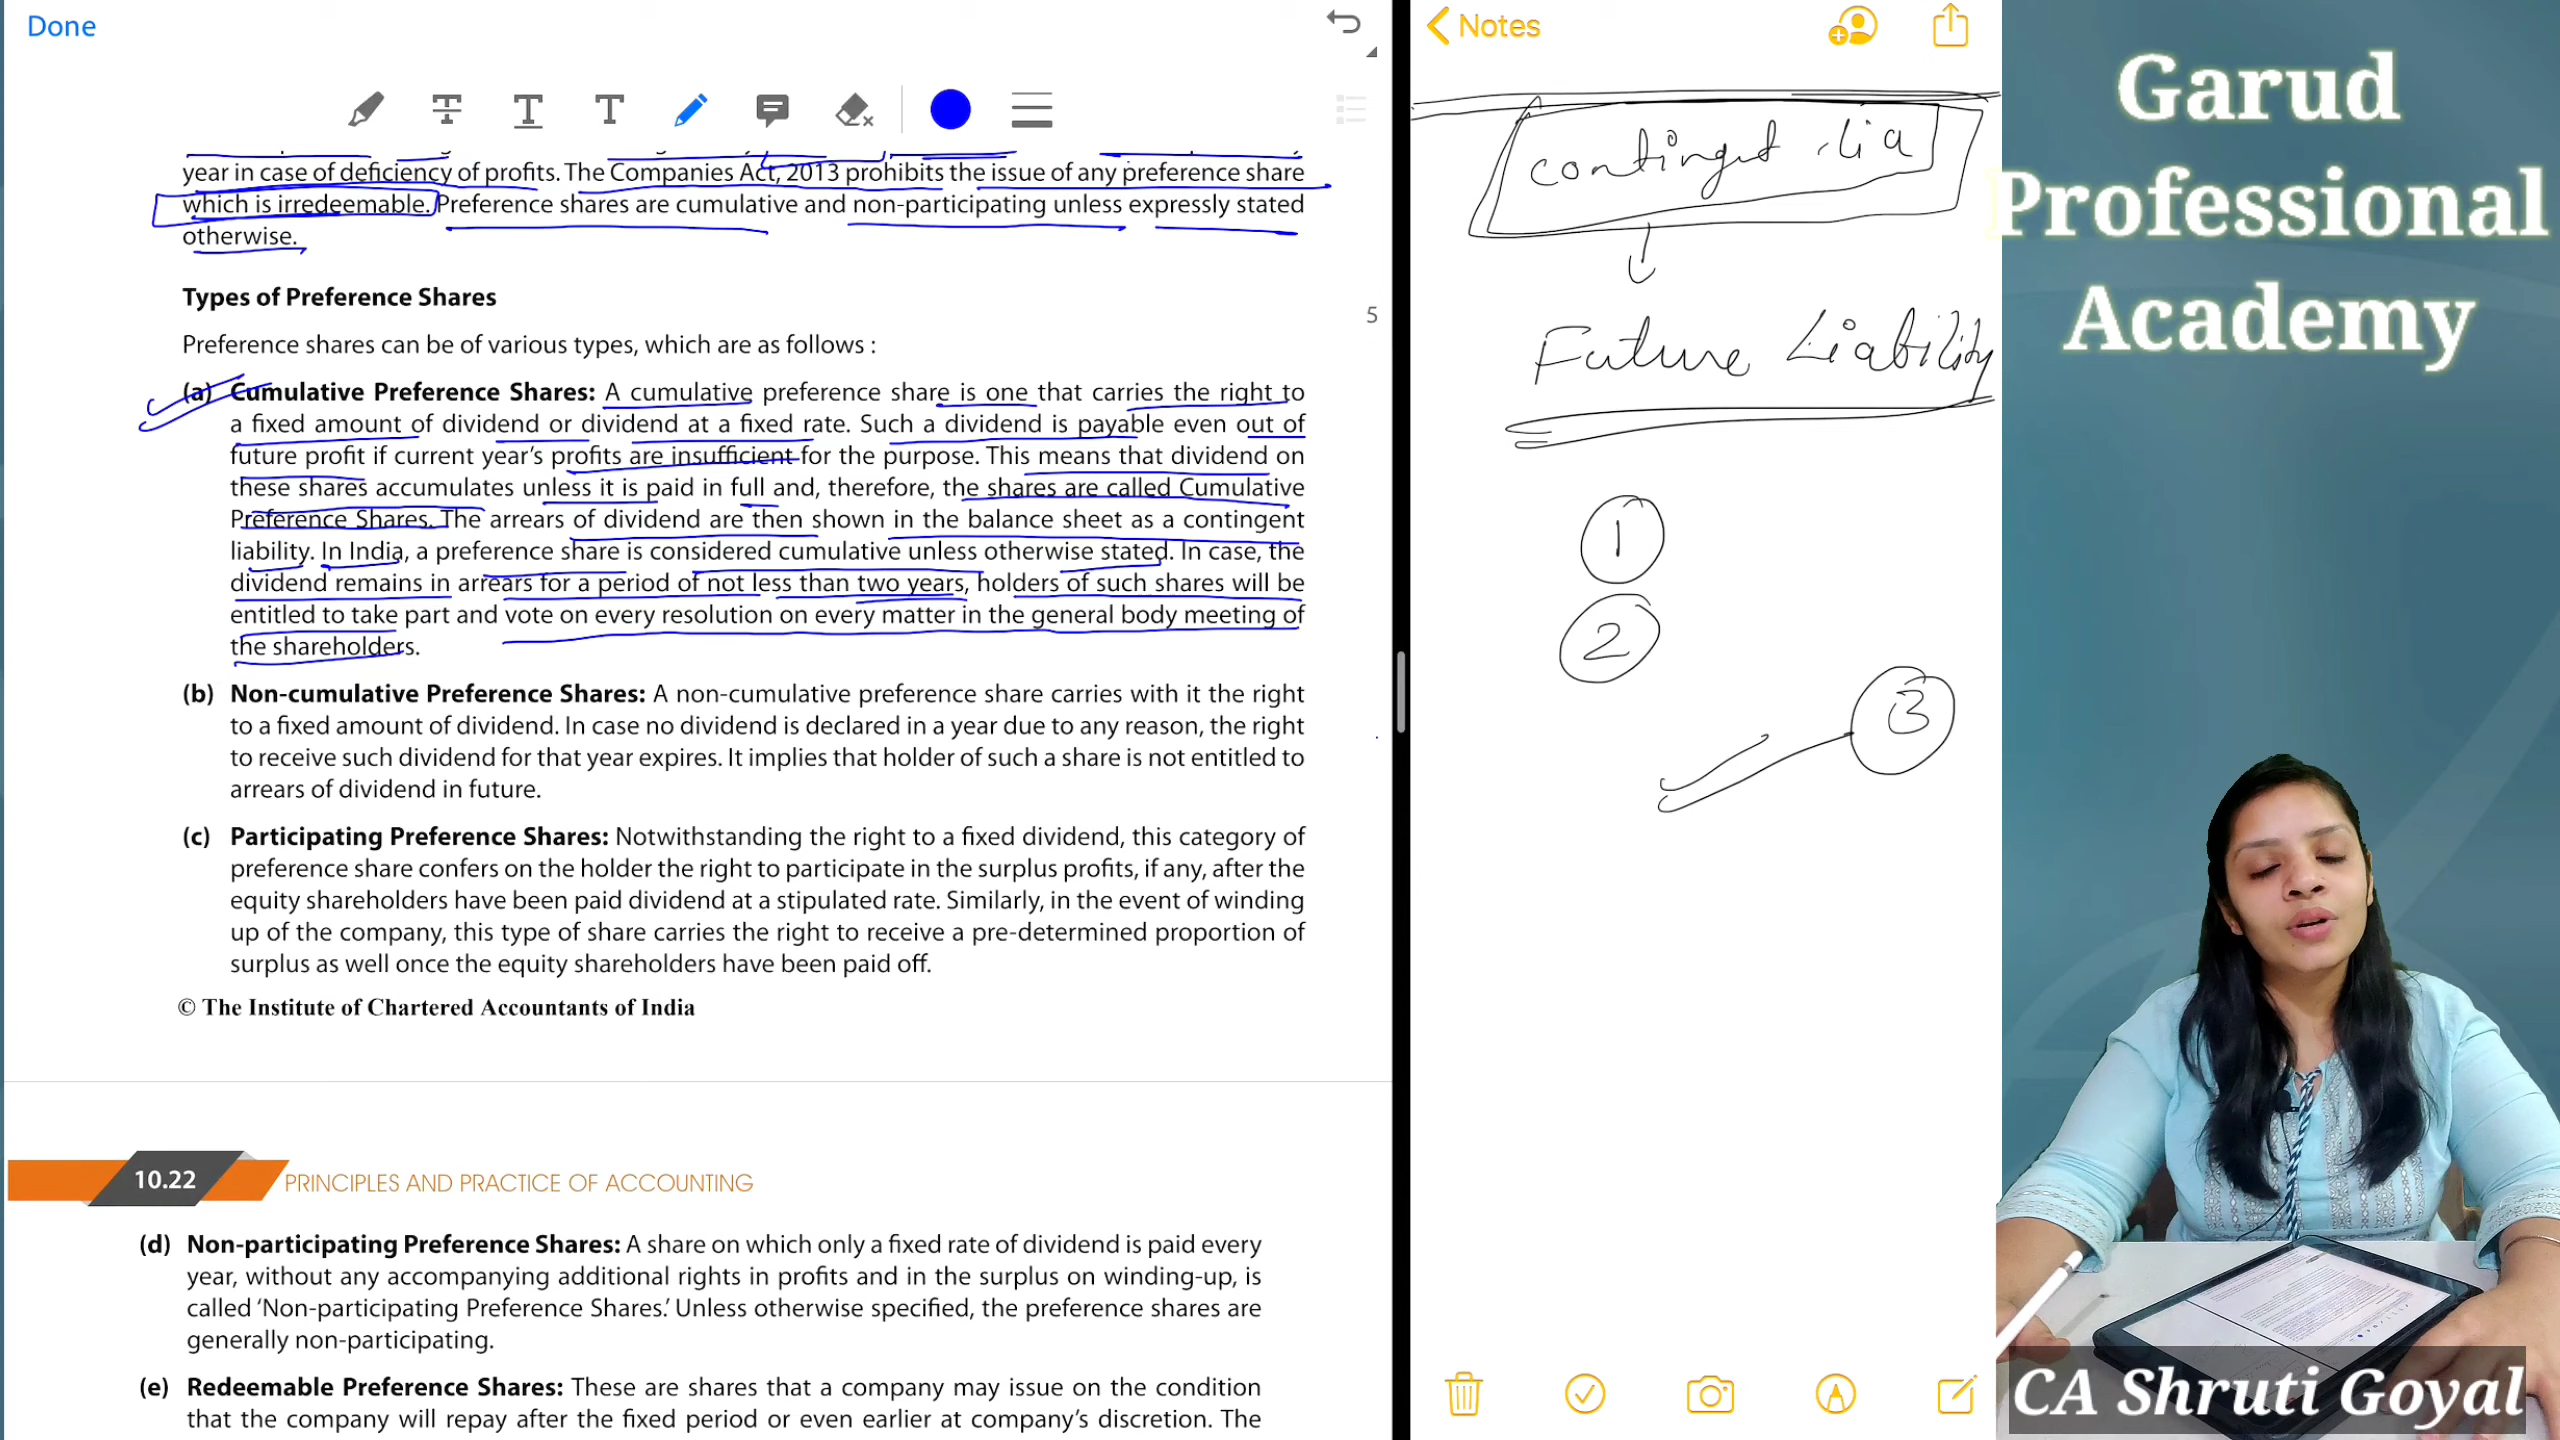 Done
year in case of deficiency of profits. The Companies Act, 2013 prohibits the issue of any preference share
which is irredeemable. Preference shares are cumulative and non-participating unless expressly stated
otherwise.
Types of Preference Shares
5
Preference shares can be of various types, which are as follows :
(a) Cumulative Preference Shares: A cumulative preference share is one that carries the right to
a fixed amount of dividend or dividend at a fixed rate. Such a dividend is payable even out of
future profit if current year's profits are insufficient for the purpose. This means that dividend on
these shares accumulates unless it is paid in full and, therefore, the shares are called Cumulative
Preference Shares. The arrears of dividend are then shown in the balance sheet as a contingent
liability. In India, a preference share is considered cumulative unless otherwise stated. In case, the
dividend remains in arrears for a period of not less than two years, holders of such shares will be
entitled to take part and vote on every resolution on every matter in the general body meeting of
the shareholders.
(b) Non-cumulative Preference Shares: A non-cumulative preference share carries with it the right
to a fixed amount of dividend. In case no dividend is declared in a year due to any reason, the right
to receive such dividend for that year expires. It implies that holder of such a share is not entitled to
arrears of dividend in future.
(c) Participating Preference Shares: Notwithstanding the right to a fixed dividend, this category of
preference share confers on the holder the right to participate in the surplus profits, if any, after the
equity shareholders have been paid dividend at a stipulated rate. Similarly, in the event of winding
up of the company, this type of share carries the right to receive a pre-determined proportion of
surplus as well once the equity shareholders have been paid off.
© The Institute of Chartered Accountants of India
10.22 PRINCIPLES AND PRACTICE OF ACCOUNTING
(d) Non-participating Preference Shares: A share on which only a fixed rate of dividend is paid every
year, without any accompanying additional rights in profits and in the surplus on winding-up, is
called 'Non-participating Preference Shares.' Unless otherwise specified, the preference shares are
generally non-participating.
(e) Redeemable Preference Shares: These are shares that a company may issue on the condition
that the company will repay after the fixed period or even earlier at company's discretion. The
Notes
contingent lia
Future Liability
1
2
3
Garud
Professional
Academy
CA Shruti Goyal